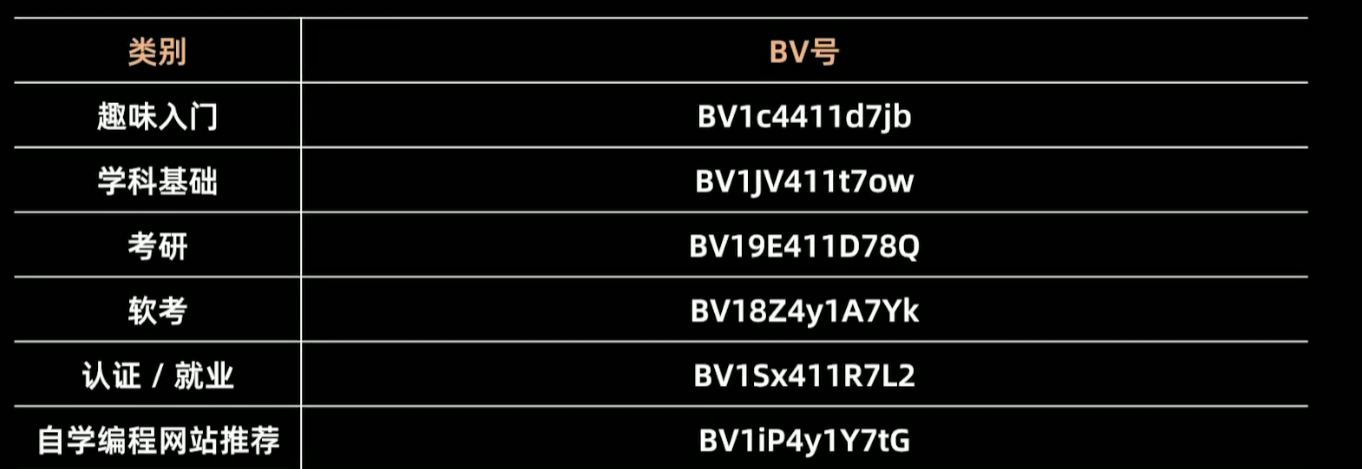 类别 BV号
趣味入门 BV1c4411d7jb
学科基础 BV1JV411t7ow
考研 BV19E411D78Q
软考 BV18Z4y1A7Yk
认证 / 就业 BV1Sx411R7L2
自学编程网站推荐 BV1iP4y1Y7tG